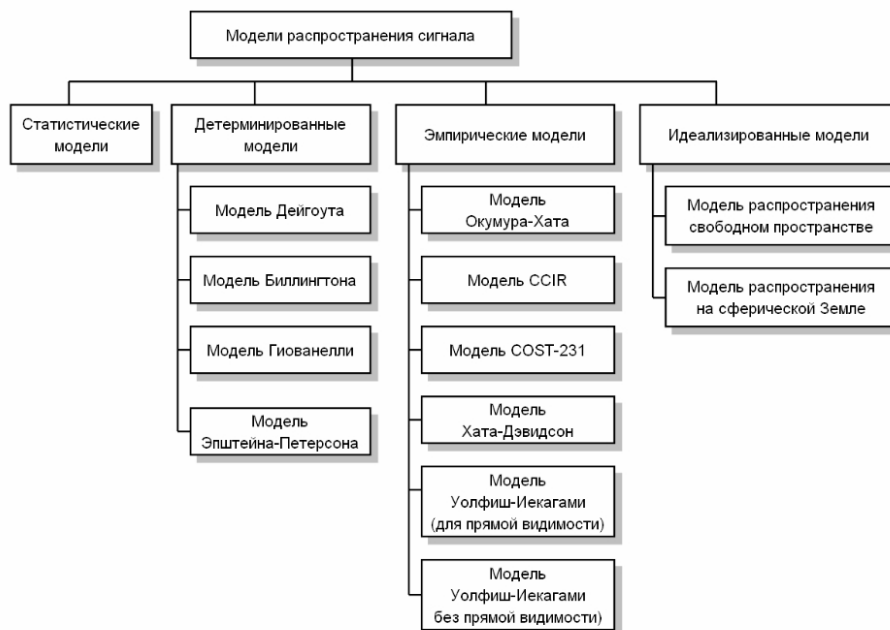 Модели распространения сигнала
Статистические
модели
Детерминированные
модели
Эмпирические модели
Идеализированные модели
Модель Дейгоута
Модель Биллингтона
Модель Гиованелли
Модель
Эпштейна-Петерсона
Модель
Окумура-Хата
Модель CCIR
Модель COST-231
Модель
Хата-Дэвидсон
Модель
Уолфиш-Иекагами
(для прямой видимости)
Модель
Уолфиш-Иекагами
без прямой видимости)
Модель распространения
свободном пространстве
Модель распространения
на сферической Земле